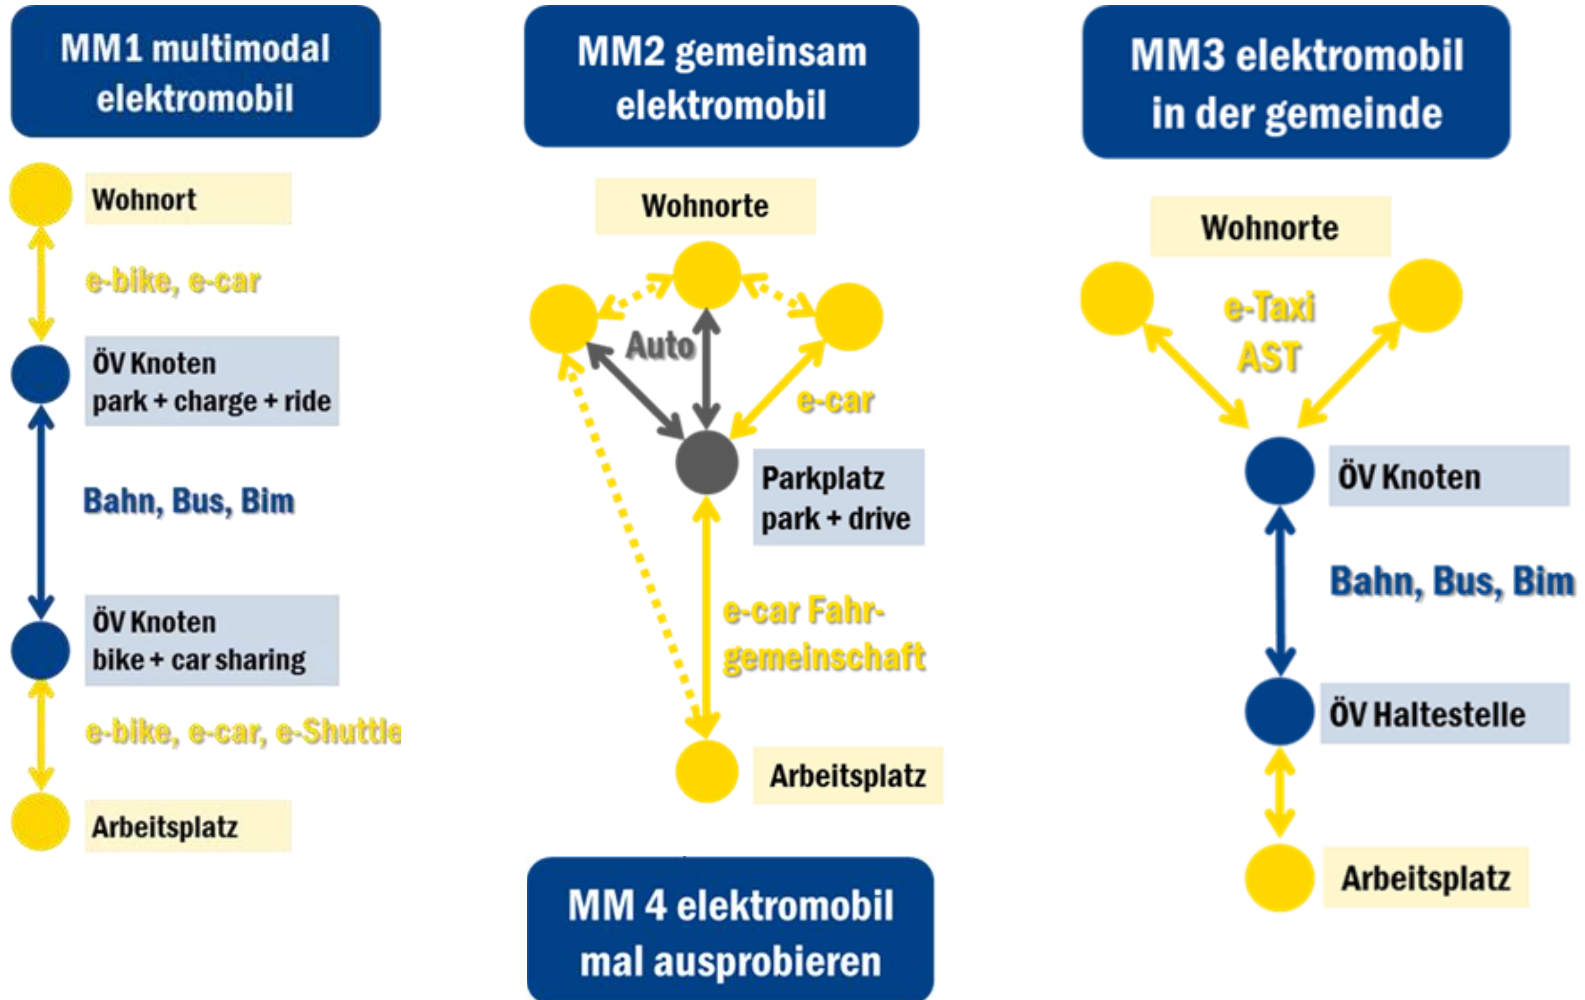 MM1 multimodal
elektromobil
Wohnort
e-bike, e-car
ÖV Knoten
park + charge + ride
Bahn, Bus, Bim
ÖV Knoten
bike + car sharing
e-bike, e-car, e-Shuttle
Arbeitsplatz
MM2 gemeinsam
elektromobil
Wohnorte
Auto
e-car
Parkplatz
park + drive
e-car Fahr-
gemeinschaft
Arbeitsplatz
MM 4 elektromobil
mal ausprobieren
MM3 elektromobil
in der gemeinde
Wohnorte
e-Taxi
AST
ÖV Knoten
Bahn, Bus, Bim
ÖV Haltestelle
Arbeitsplatz